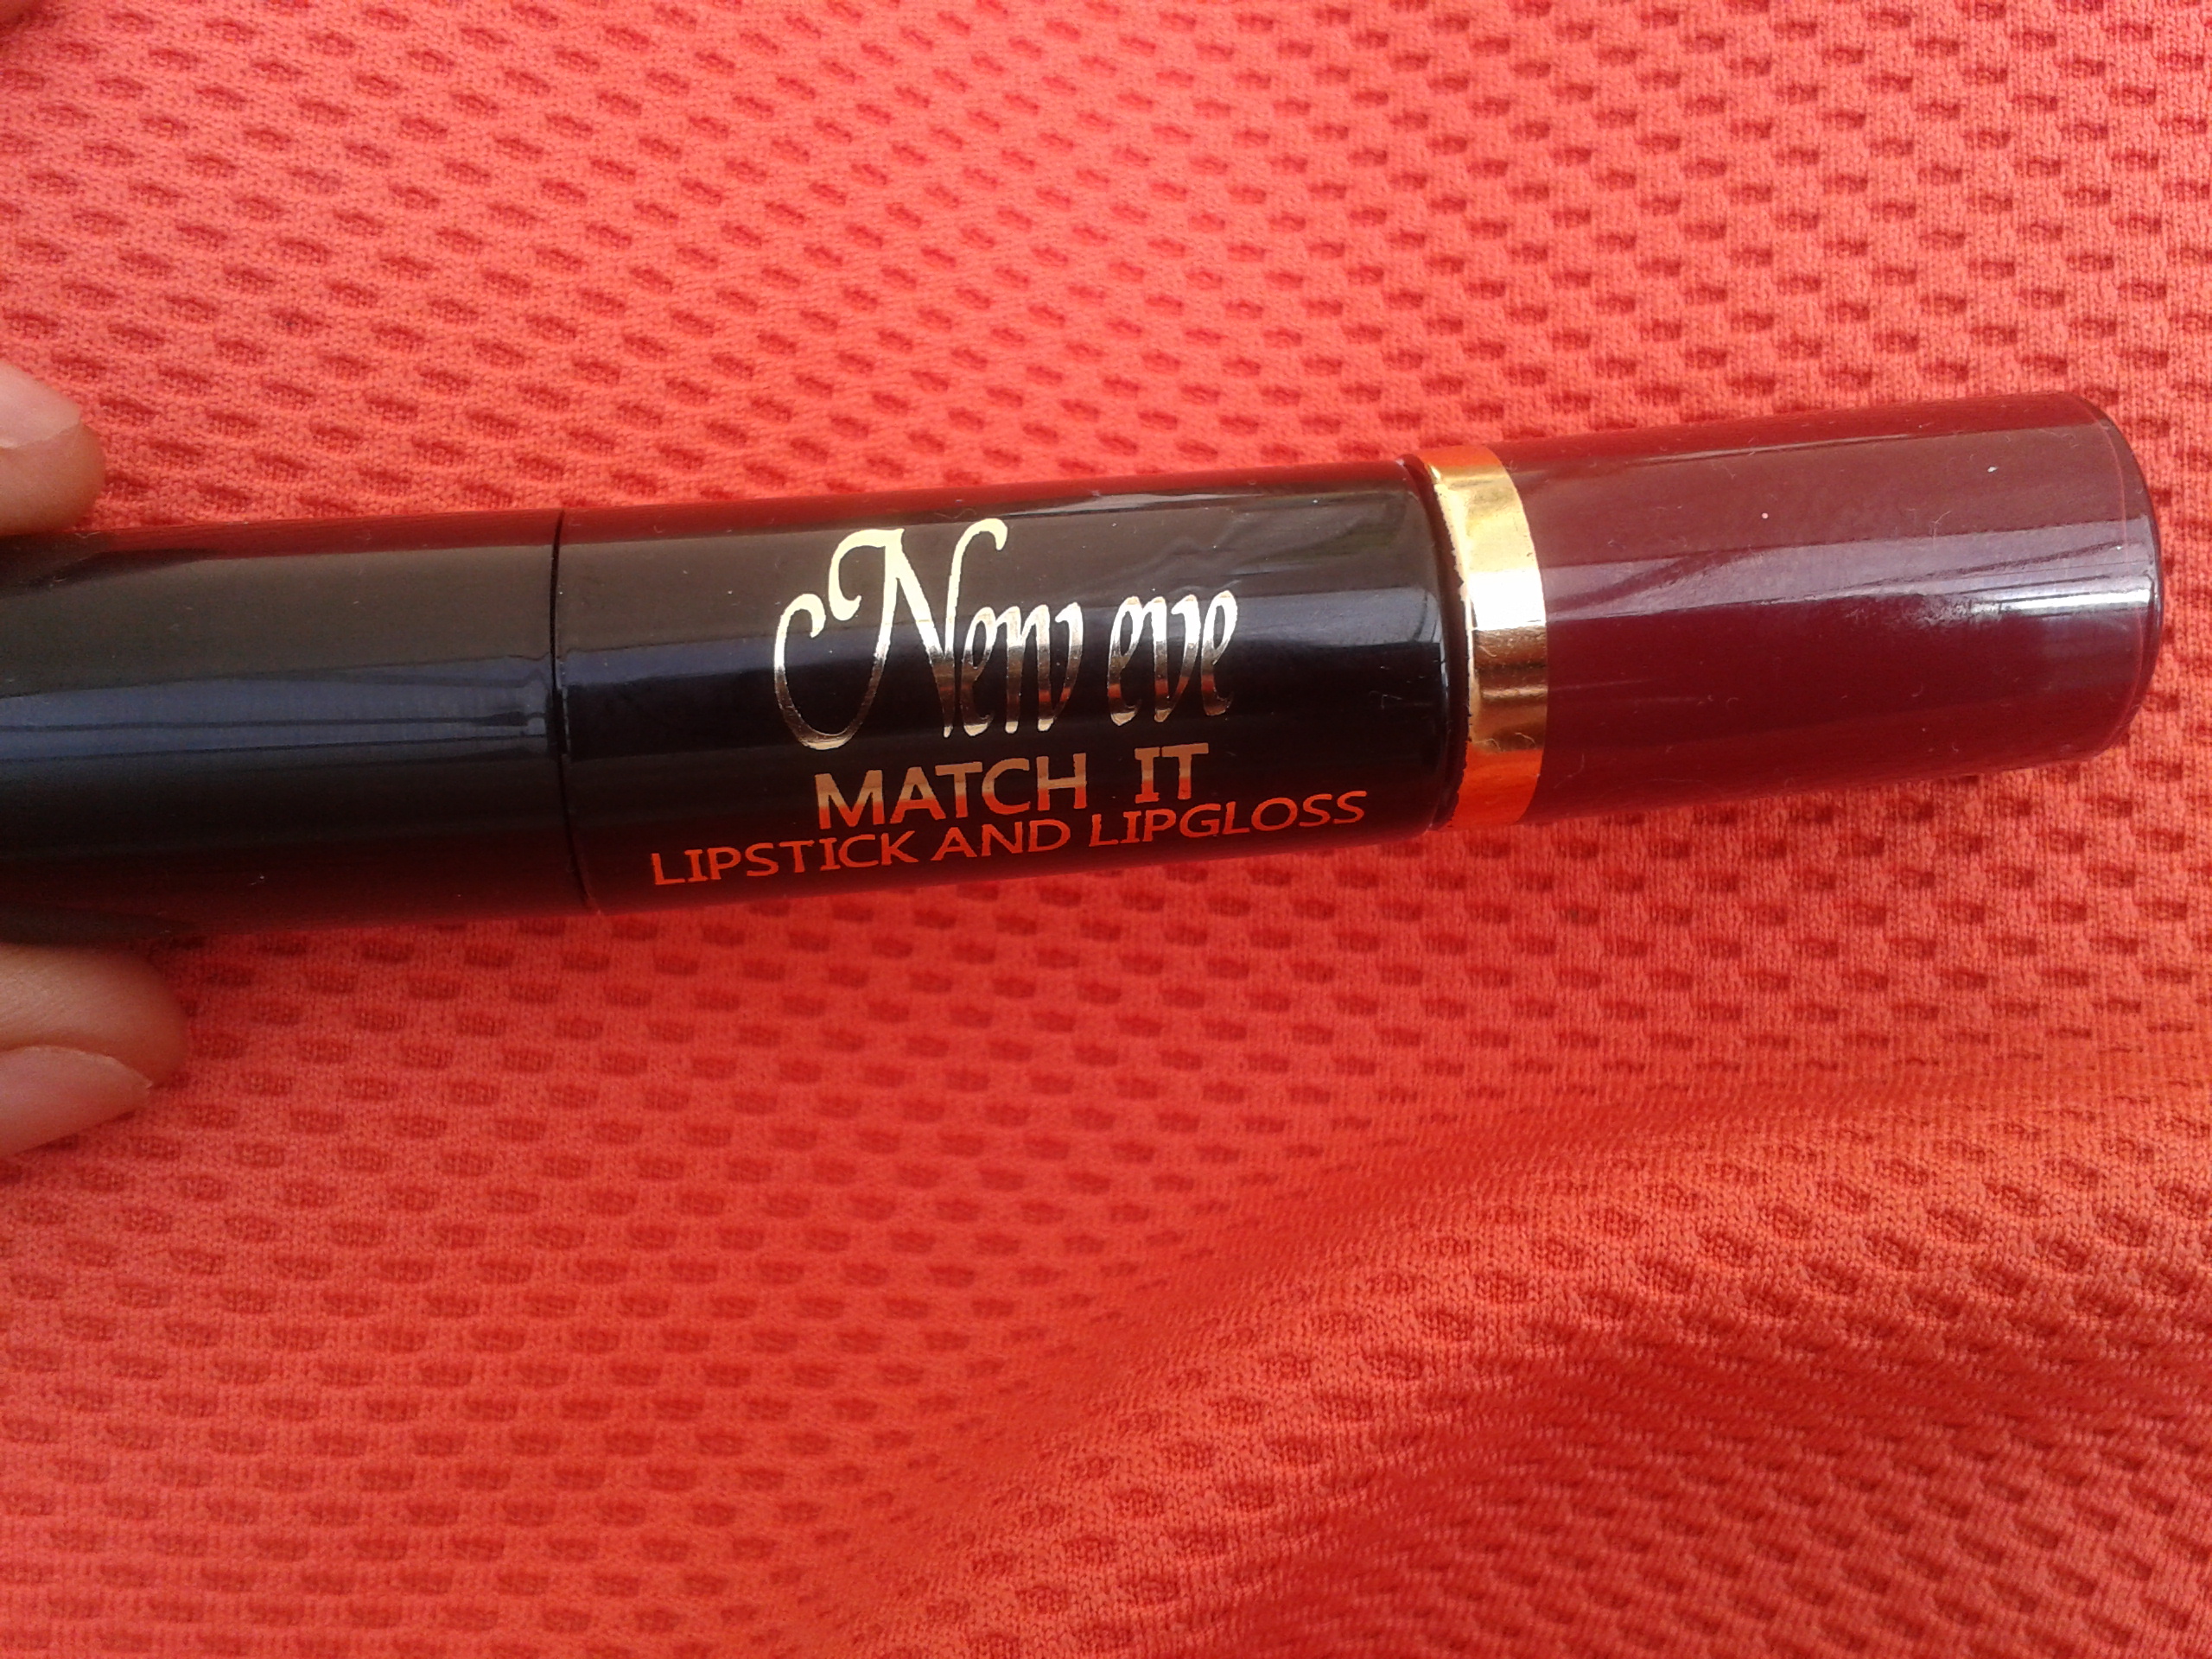 New eve
MATCH IT
LIPSTICK AND LIPGLOSS